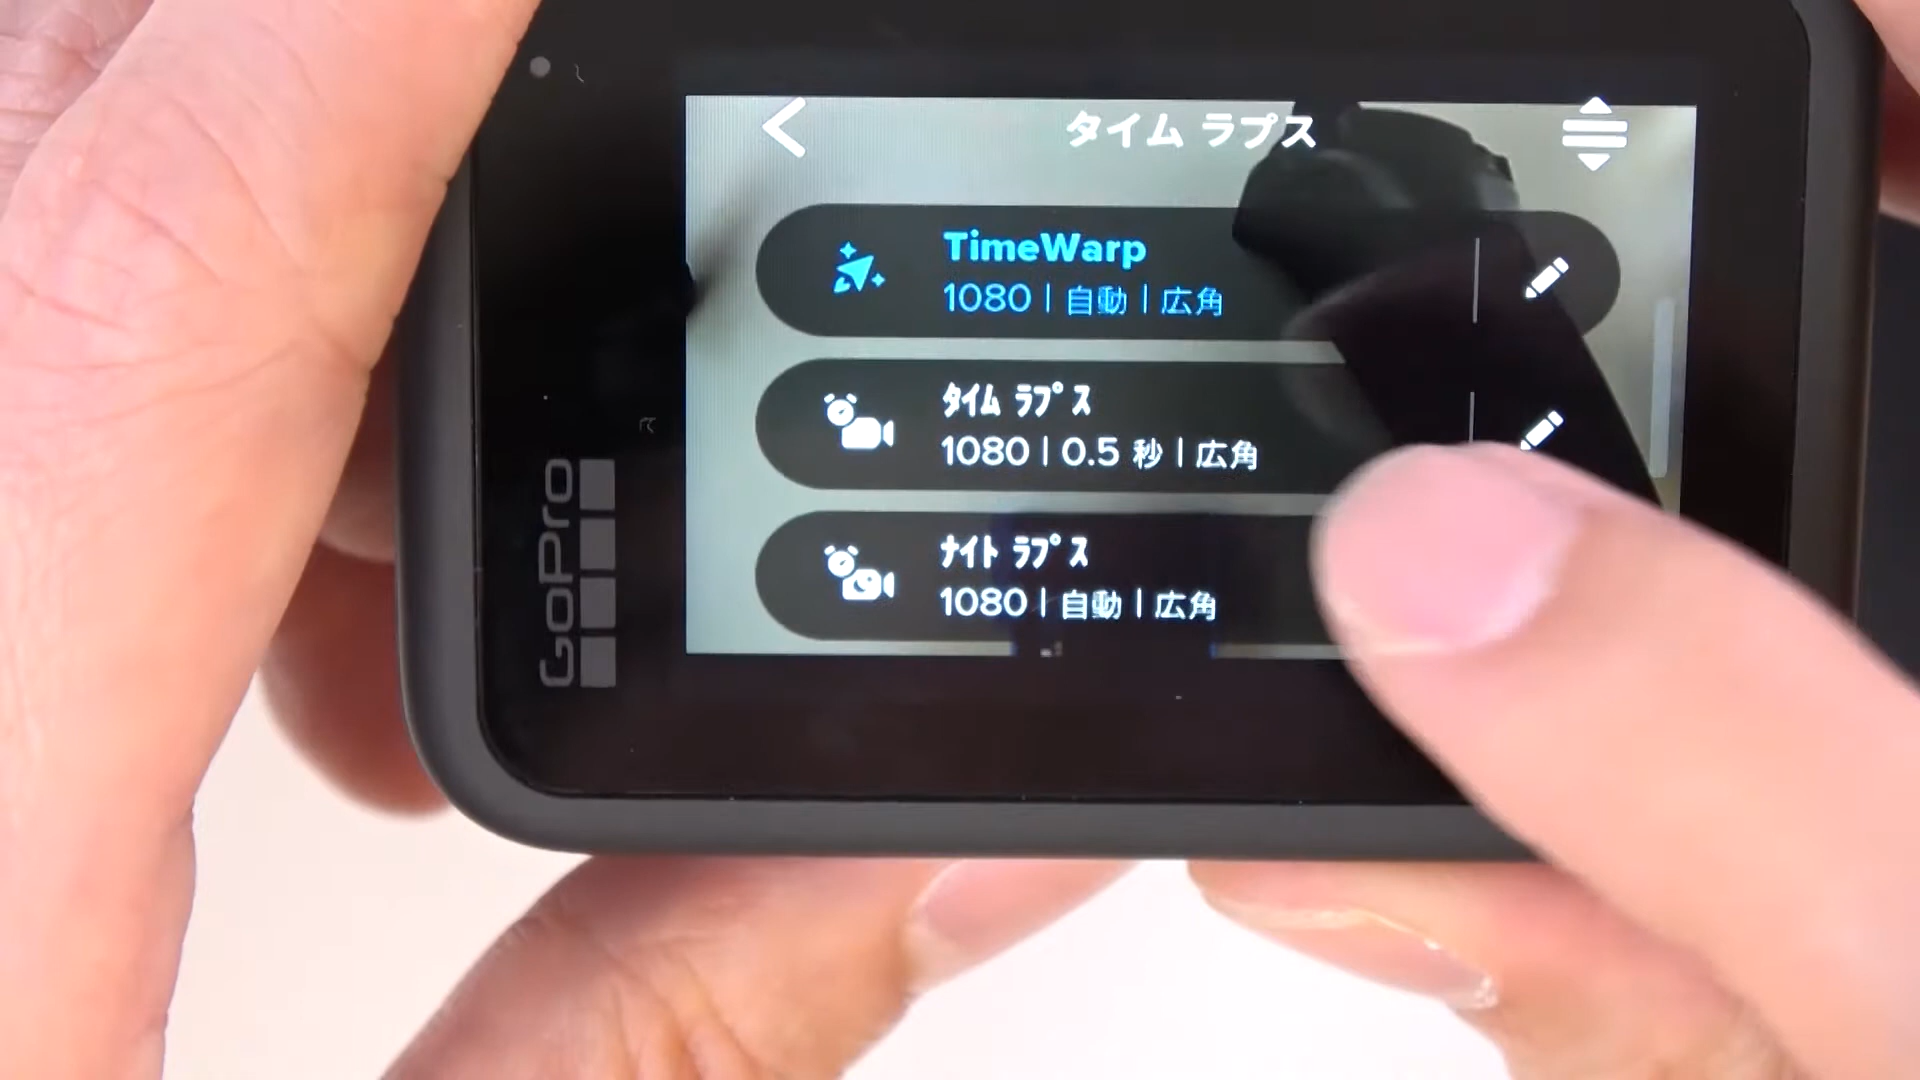 タイム ラプス
TimeWarp
1080 | 自動 | 広角
ﾀｲﾑ ﾗﾌﾟｽ
1080 | 0.5 秒 | 広角
ﾅｲﾄ ﾗﾌﾟｽ
1080 | 自動 | 広角
GoPro